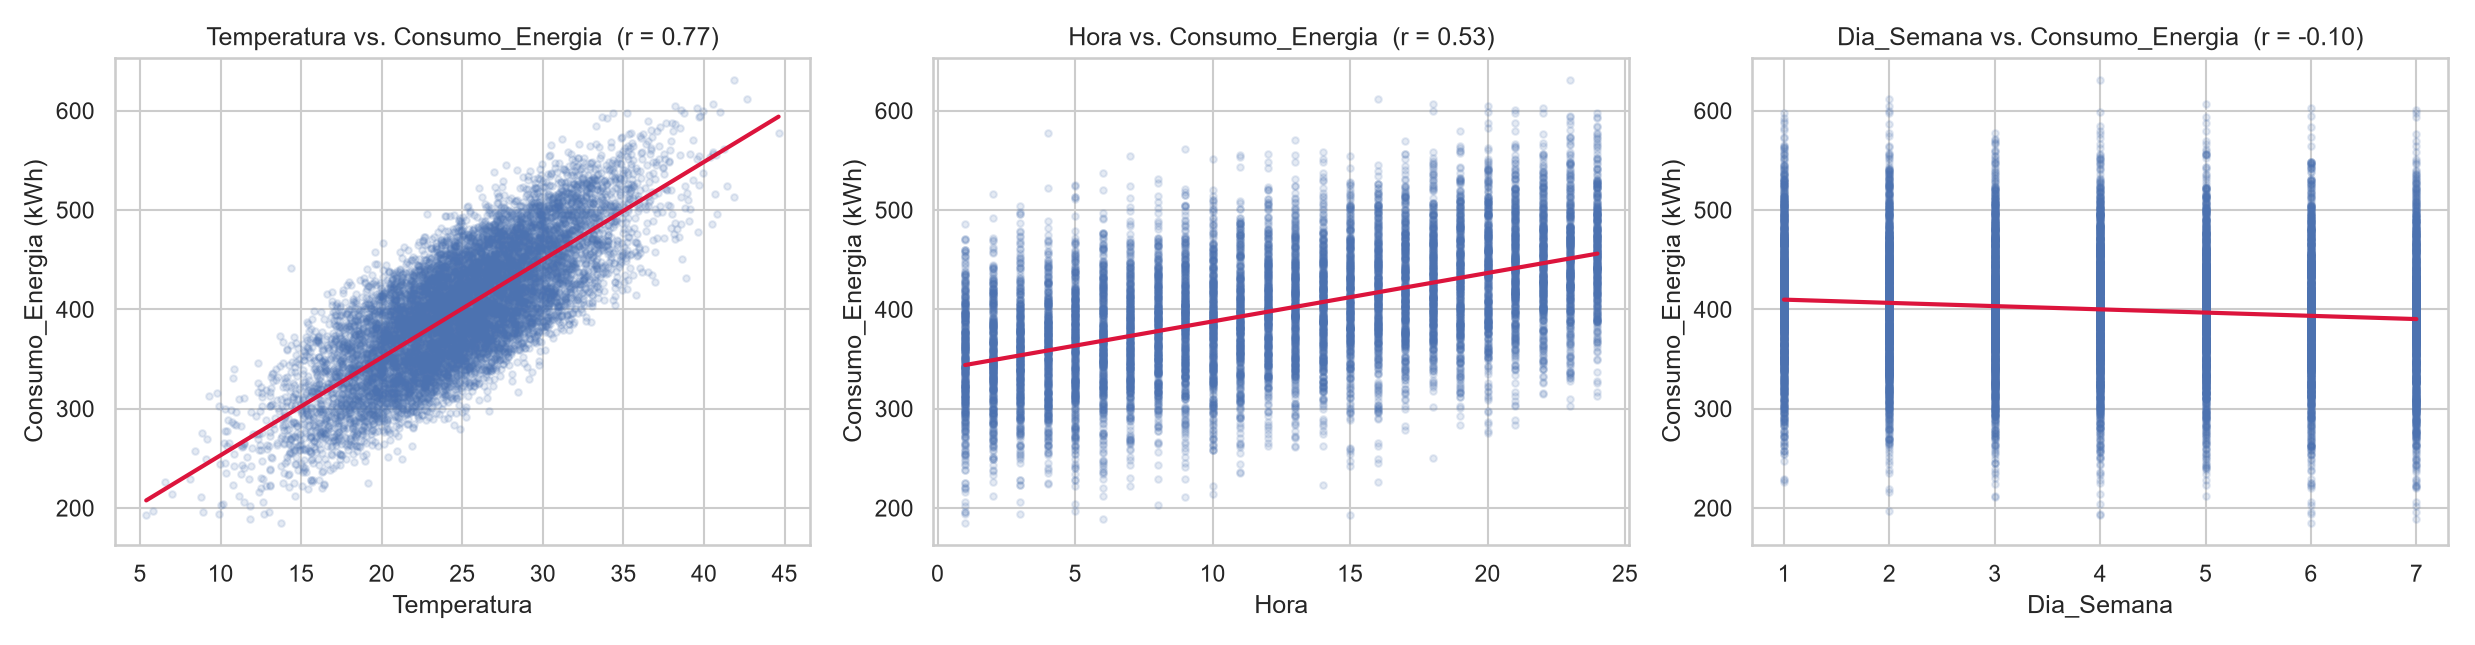 Temperatura vs. Consumo_Energia (r = 0.77)
Consumo_Energia (kWh)
600
500
400
300
200
5 10 15 20 25 30 35 40 45
Temperatura
Hora vs. Consumo_Energia (r = 0.53)
Consumo_Energia (kWh)
600
500
400
300
200
0 5 10 15 20 25
Hora
Dia_Semana vs. Consumo_Energia (r = -0.10)
Consumo_Energia (kWh)
600
500
400
300
200
1 2 3 4 5 6 7
Dia_Semana